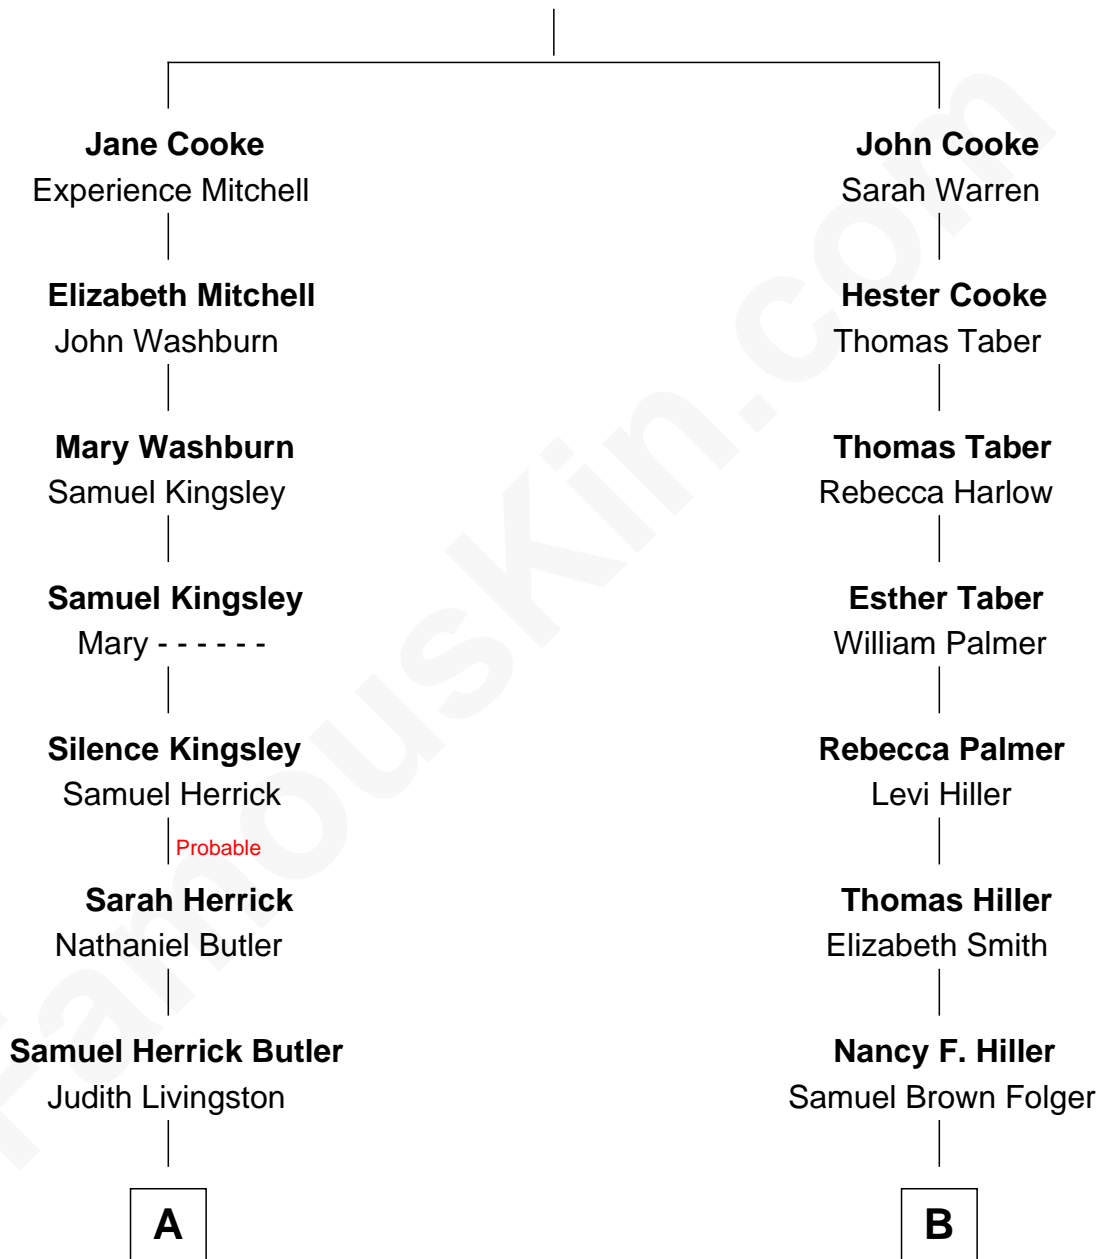 Jane Cooke
Experience Mitchell
Elizabeth Mitchell
John Washburn
Mary Washburn
Samuel Kingsley
Samuel Kingsley
Mary - - - - - -
Silence Kingsley
Samuel Herrick
Probable
Sarah Herrick
Nathaniel Butler
Samuel Herrick Butler
Judith Livingston
A
John Cooke
Sarah Warren
Hester Cooke
Thomas Taber
Thomas Taber
Rebecca Harlow
Esther Taber
William Palmer
Rebecca Palmer
Levi Hiller
Thomas Hiller
Elizabeth Smith
Nancy F. Hiller
Samuel Brown Folger
B
FamousKin.com